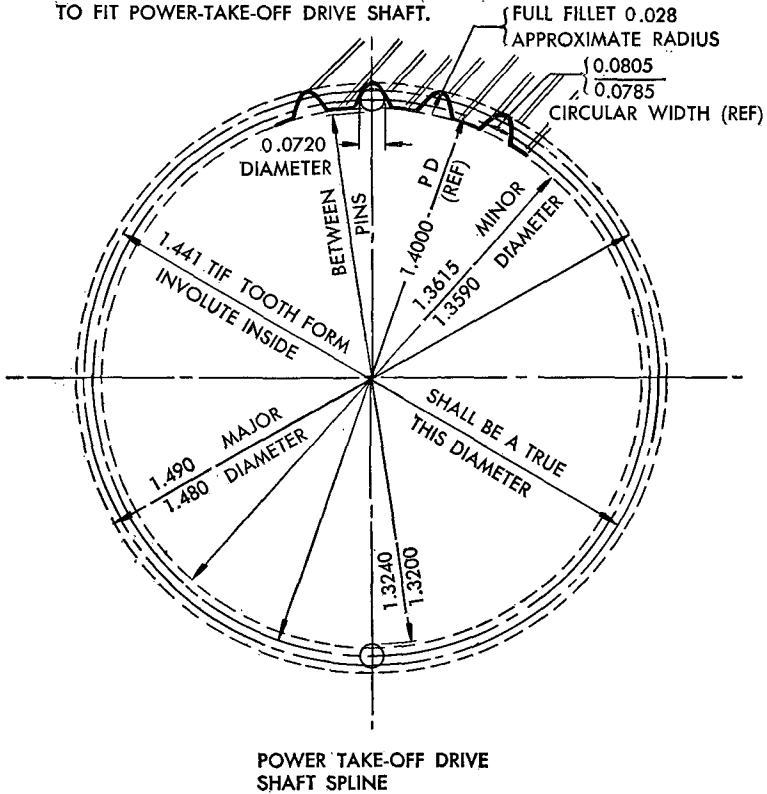 TO FIT POWER-TAKE-OFF DRIVE SHAFT.
FULL FILLET 0.028
APPROXIMATE RADIUS
0.0805
0.0785
CIRCULAR WIDTH (REF)
0.0720
DIAMETER
BETWEEN
PINS
1.4000 PD
(REF)
1.3615 MINOR
1.3590 DIAMETER
1.441 TIF TOOTH FORM
INVOLUTE INSIDE
SHALL BE A TRUE
THIS DIAMETER
1.490 MAJOR
1.480 DIAMETER
1.3240
1.3200
POWER TAKE-OFF DRIVE
SHAFT SPLINE